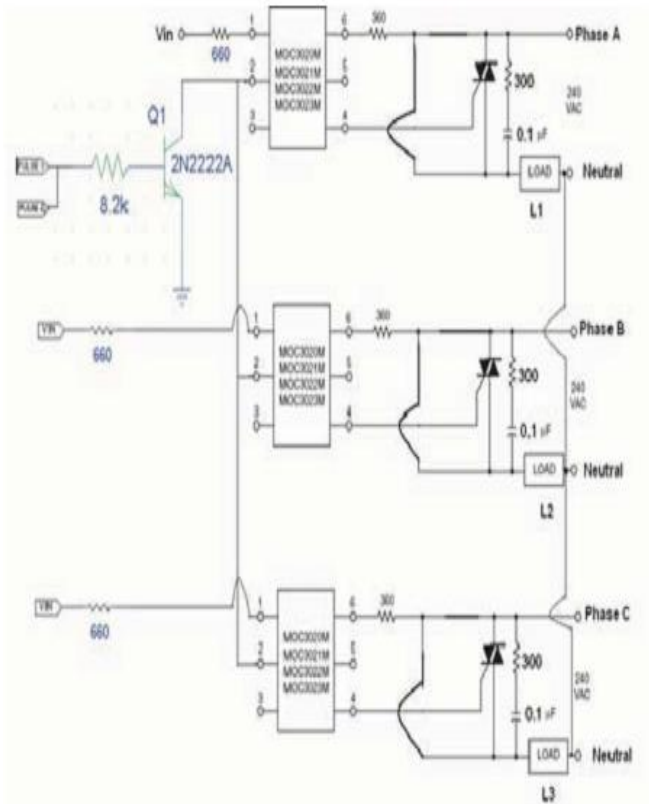 Vin
660
1
2
3
MOC3020M
MOC3021M
MOC3022M
MOC3023M
6
5
4
360
Phase A
300
0.1 µF
240
VAC
LOAD
Neutral
L1
Q1
2N2222A
8.2k
VIN
660
1
2
3
MOC3020M
MOC3021M
MOC3022M
MOC3023M
6
5
4
360
Phase B
300
0.1 µF
240
VAC
LOAD
Neutral
L2
VIN
660
1
2
3
MOC3020M
MOC3021M
MOC3022M
MOC3023M
6
5
4
360
Phase C
300
0.1 µF
240
VAC
LOAD
Neutral
L3